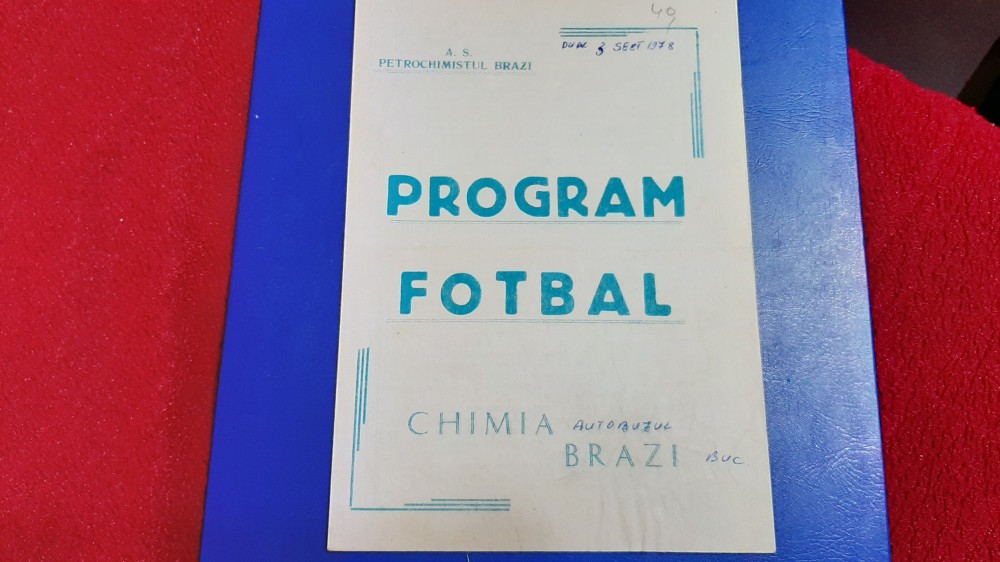 49
DUM 3 SEPT 1978
A. S.
PETROCHIMISTUL BRAZI
PROGRAM
FOTBAL
CHIMIA AUTOBUZUL
BRAZI BUC